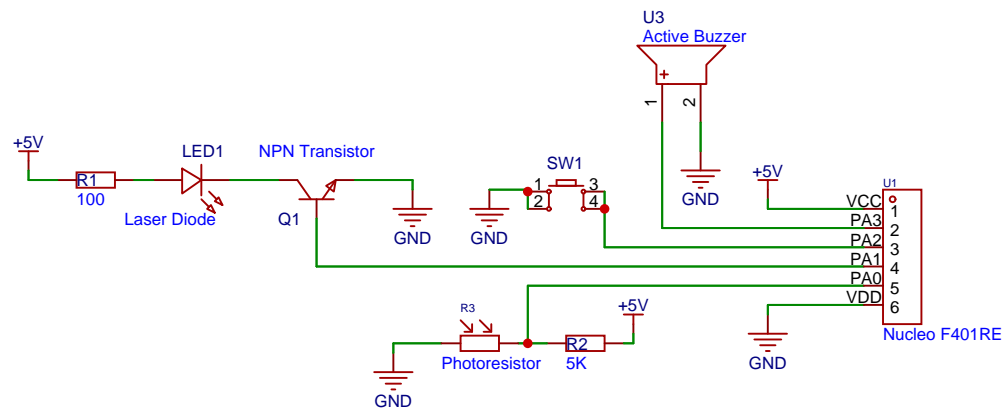 U3
Active Buzzer
+
1
2
GND
+5V
R1
100
LED1
Laser Diode
NPN Transistor
Q1
GND
SW1
1
2
3
4
GND
+5V
U1
VCC 1
PA3 2
PA2 3
PA1 4
PA0 5
VDD 6
Nucleo F401RE
GND
R3
Photoresistor
GND
R2
5K
+5V